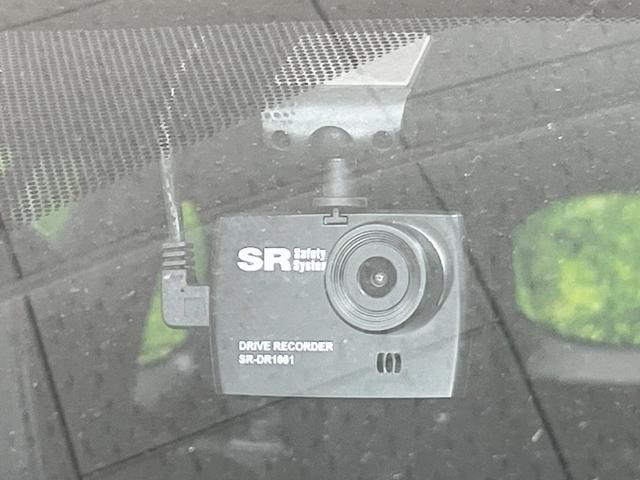 SR Safety
System
DRIVE RECORDER
SR-DR1001